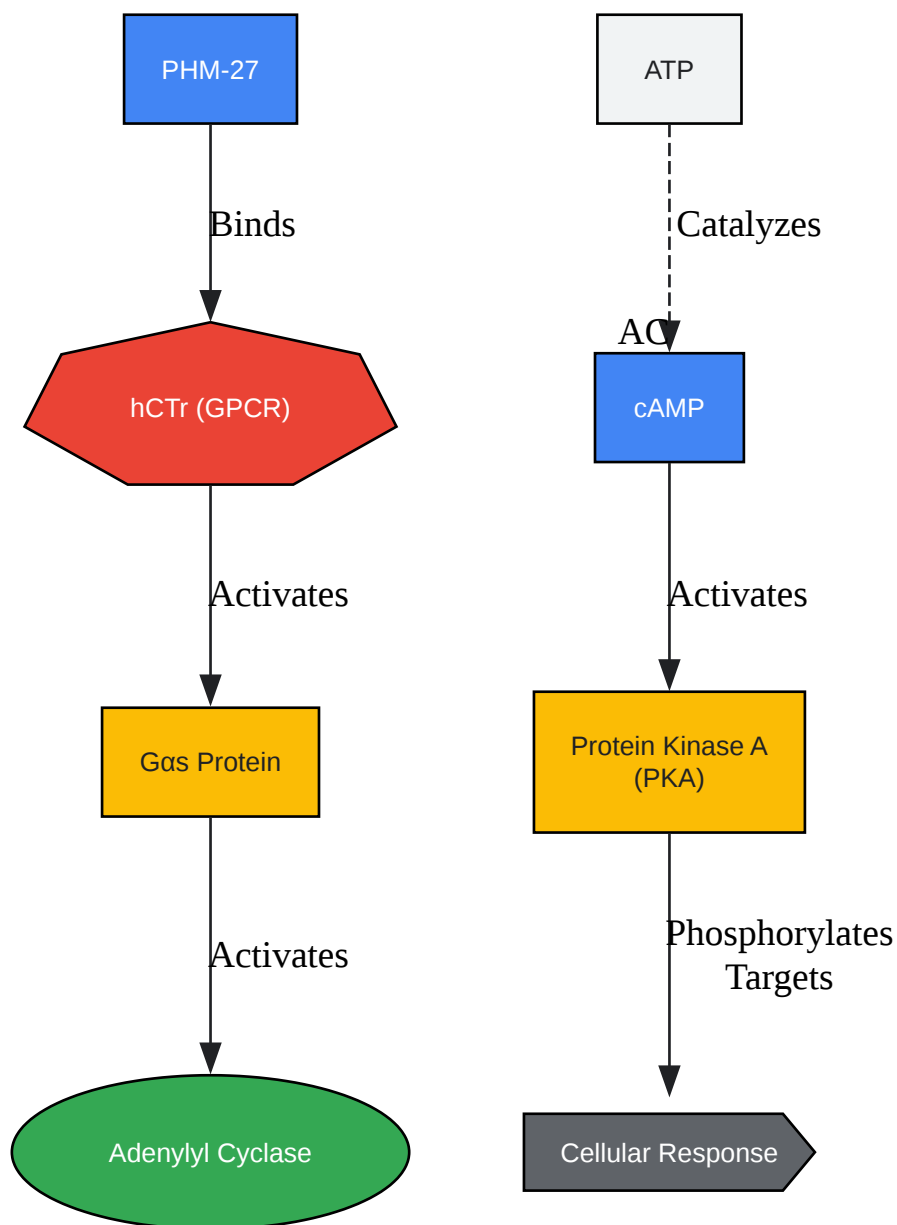 PHM-27
Binds
hCTr (GPCR)
Activates
Gαs Protein
Activates
Adenylyl Cyclase
ATP
Catalyzes
AC
cAMP
Activates
Protein Kinase A
(PKA)
Phosphorylates
Targets
Cellular Response